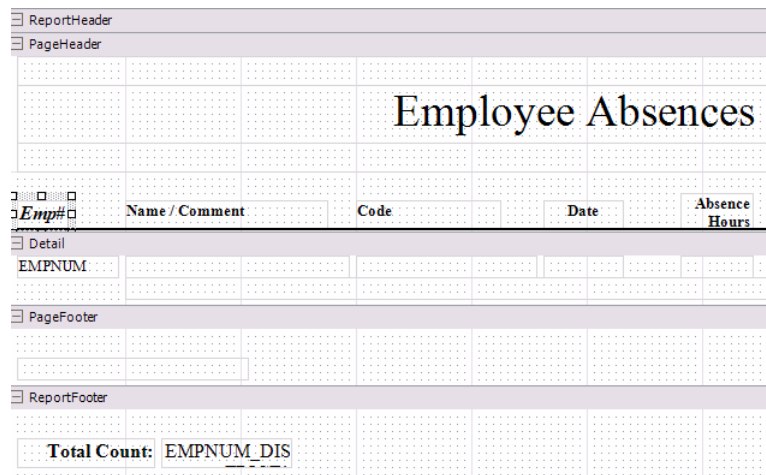 ReportHeader
PageHeader
Employee Absences
Emp# Name / Comment Code Date Absence Hours
Detail
EMPNUM
PageFooter
ReportFooter
Total Count: EMPNUM_DIS